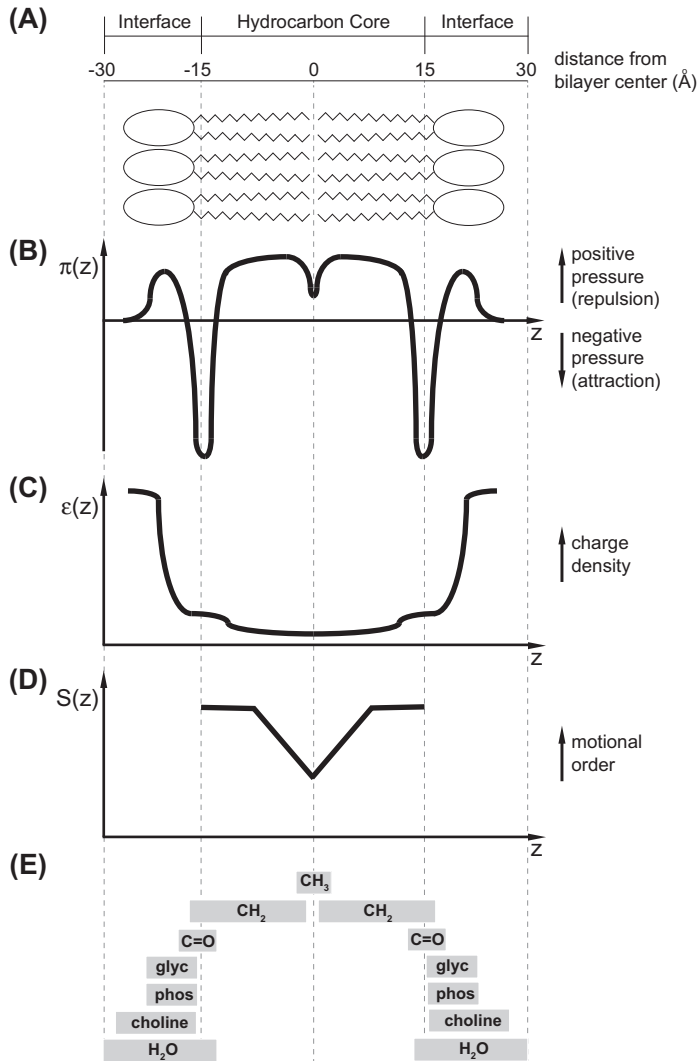 (A)
Interface Hydrocarbon Core Interface
-30 -15 0 15 30
distance from
bilayer center (Å)
(B)
π(z)
z
positive
pressure
(repulsion)
negative
pressure
(attraction)
(C)
ε(z)
z
charge
density
(D)
S(z)
z
motional
order
(E)
CH₃
CH₂ CH₂
C=O C=O
glyc glyc
phos phos
choline choline
H₂O H₂O